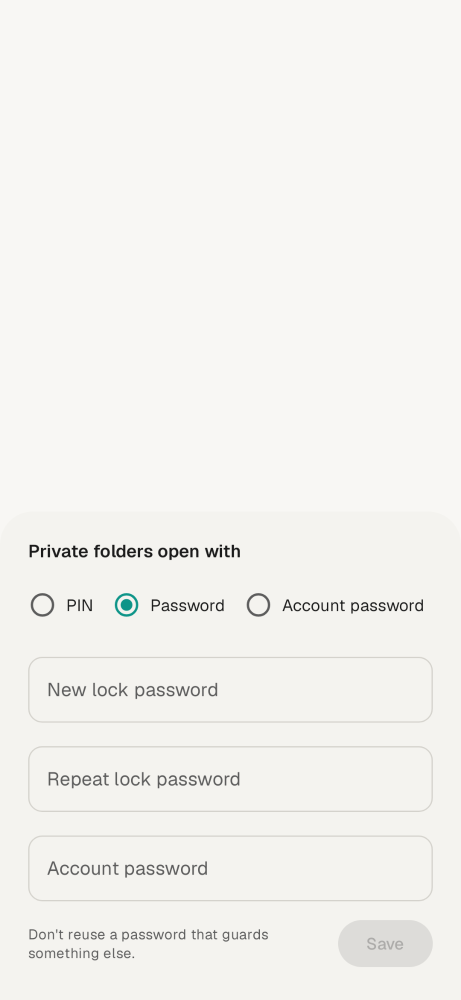 Private folders open with
PIN
Password
Account password
New lock password
Repeat lock password
Account password
Don't reuse a password that guards
something else.
Save